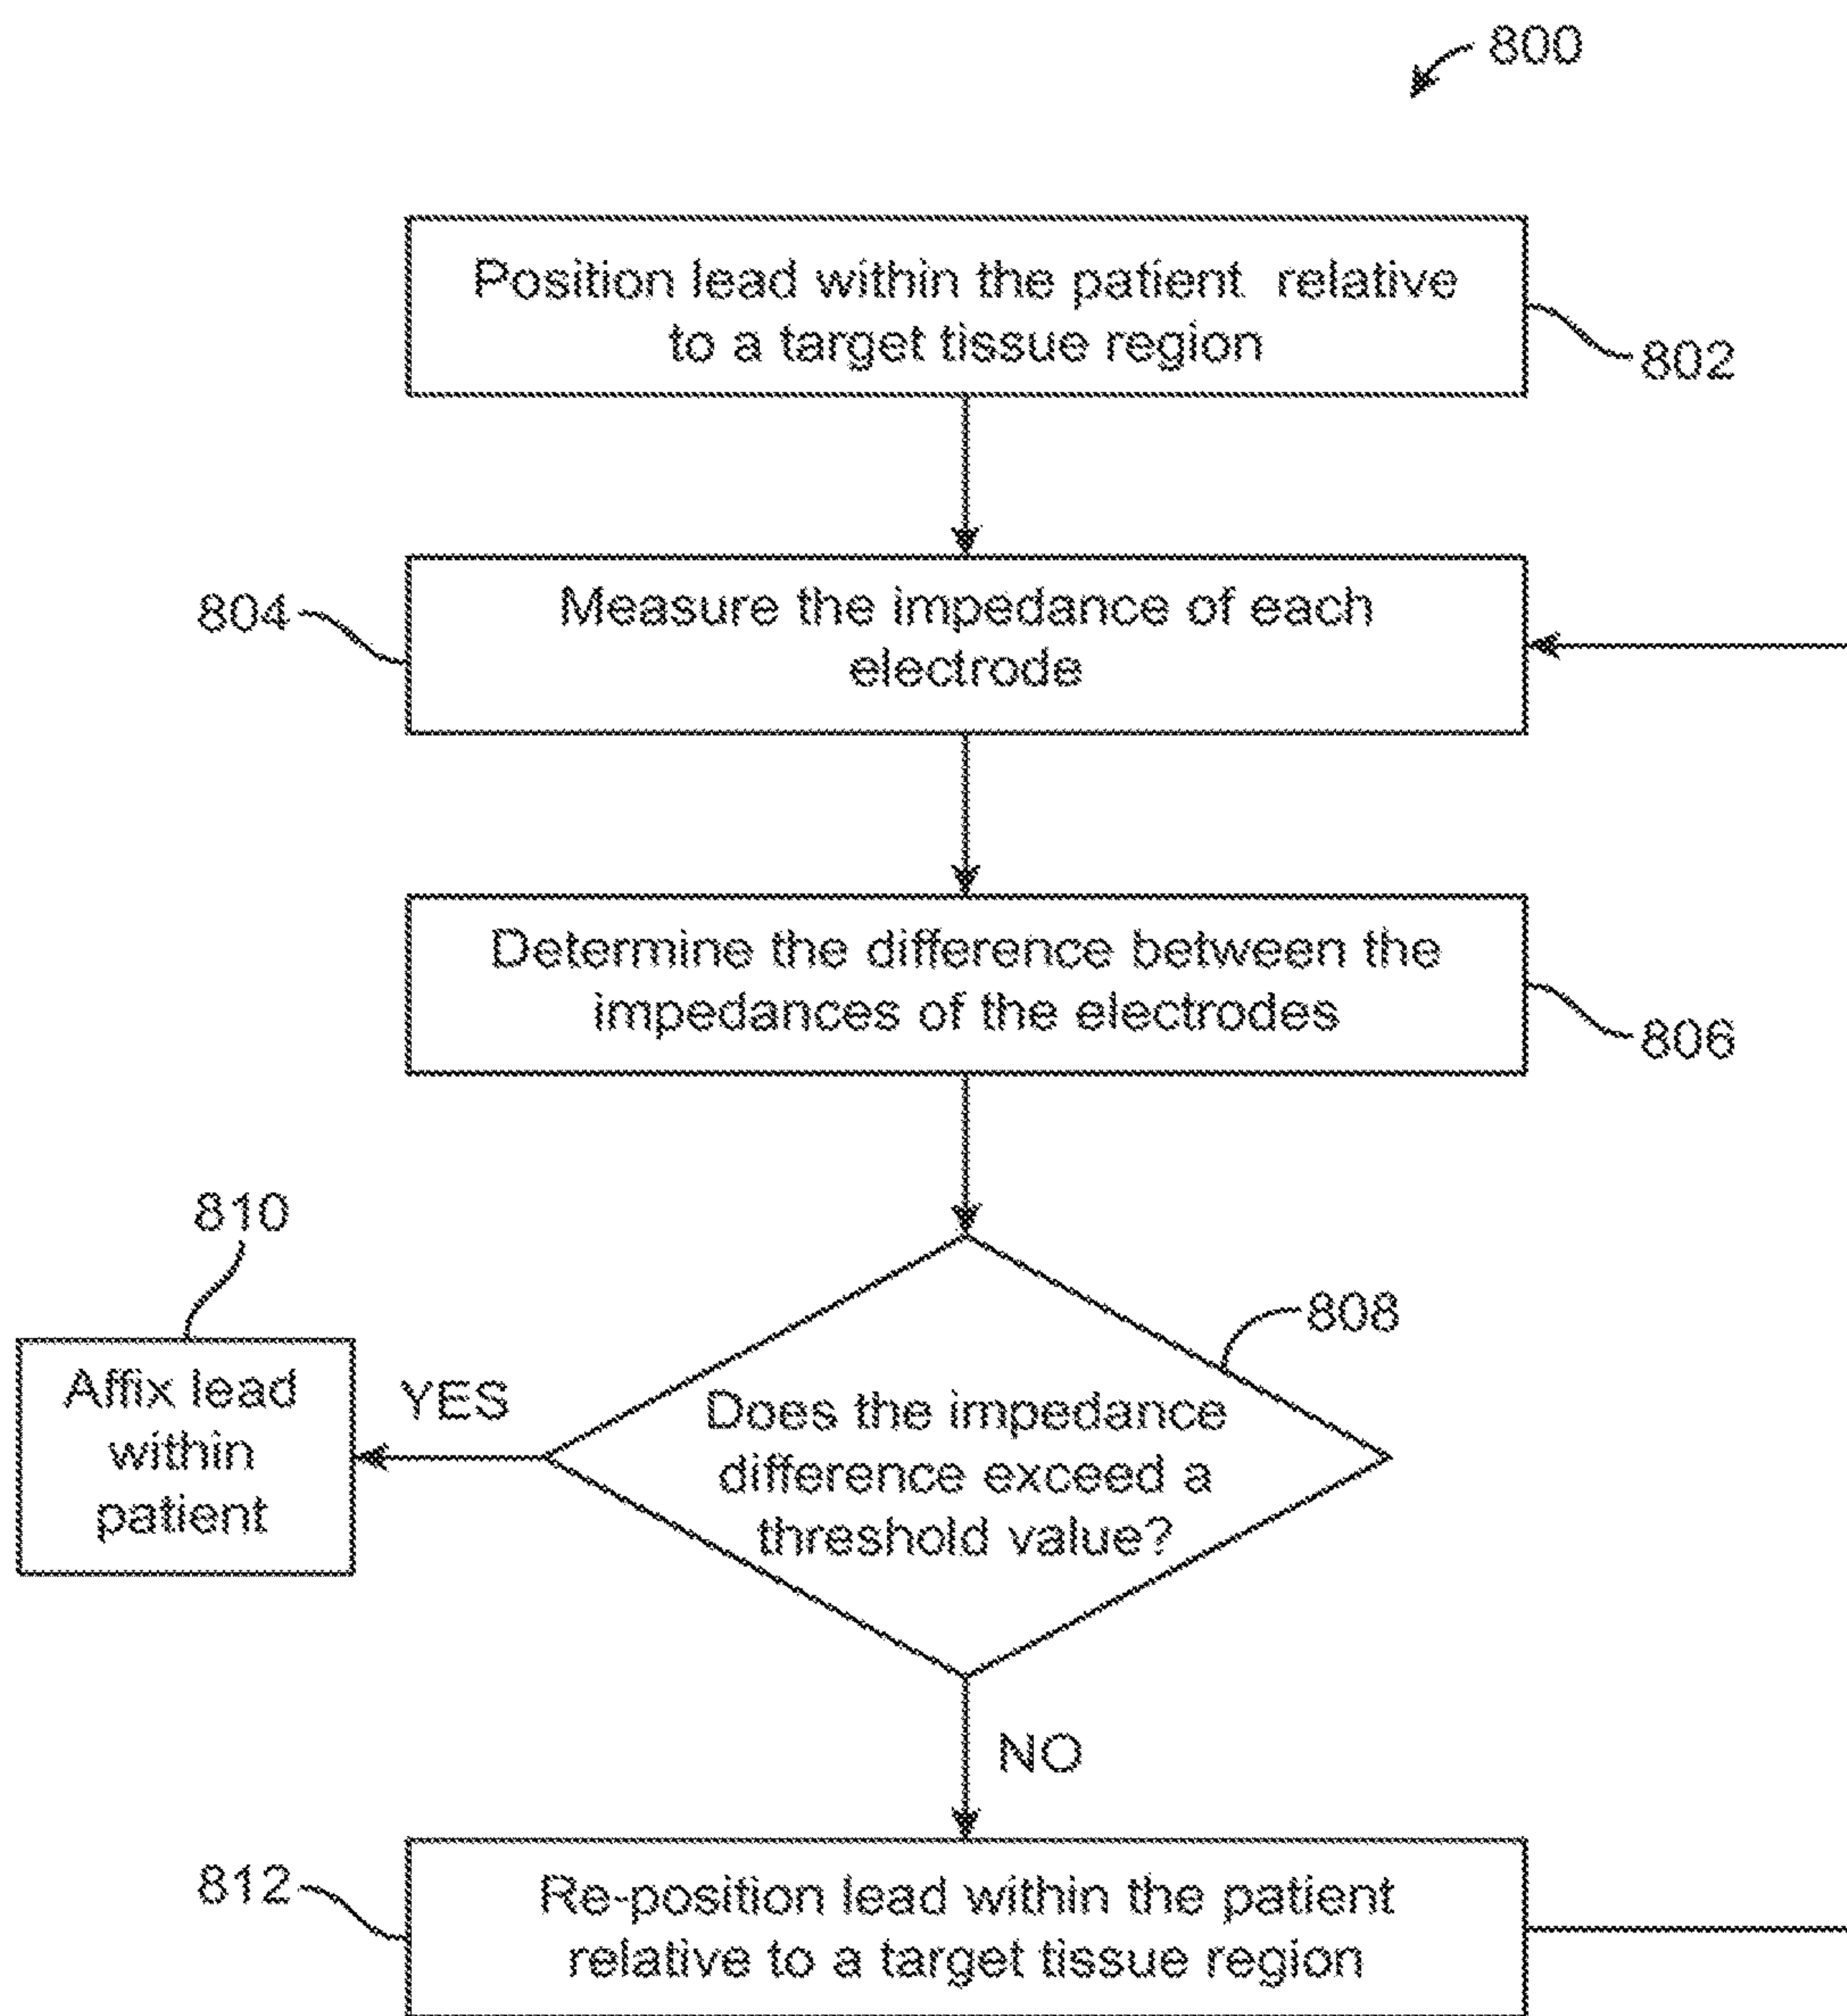 800
Position lead within the patient relative
to a target tissue region
802
804
Measure the impedance of each
electrode
Determine the difference between the
impedances of the electrodes
806
810
808
Affix lead
within
patient
YES
Does the impedance
difference exceed a
threshold value?
NO
812
Re-position lead within the patient
relative to a target tissue region